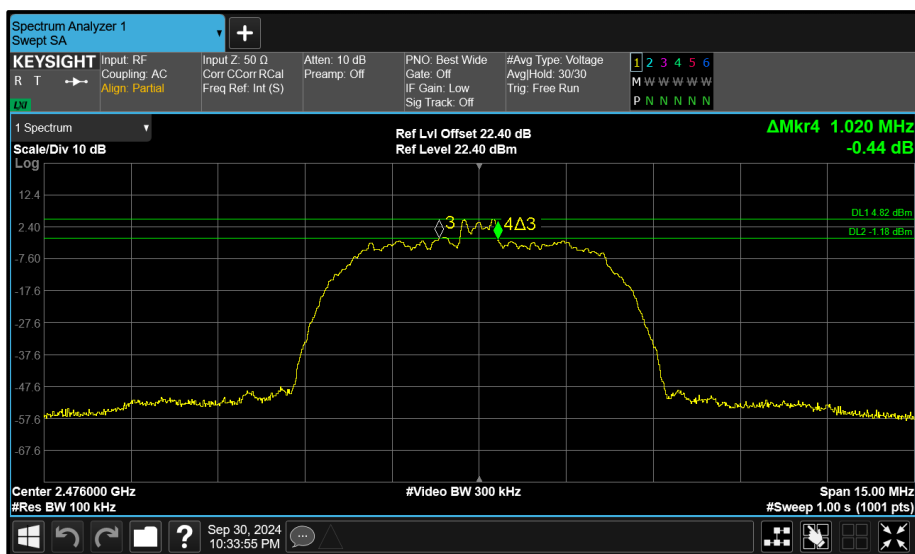 Spectrum Analyzer 1
Swept SA
KEYSIGHT
R T
LXI
Input: RF
Coupling: AC
Align: Partial
Input Z: 50 Ω
Corr CCorr RCal
Freq Ref: Int (S)
Atten: 10 dB
Preamp: Off
PNO: Best Wide
Gate: Off
IF Gain: Low
Sig Track: Off
#Avg Type: Voltage
Avg|Hold: 30/30
Trig: Free Run
1 2 3 4 5 6
M W W W W W
P N N N N N
1 Spectrum
Scale/Div 10 dB
Log
Ref Lvl Offset 22.40 dB
Ref Level 22.40 dBm
ΔMkr4 1.020 MHz
-0.44 dB
12.4
2.40
-7.60
-17.6
-27.6
-37.6
-47.6
-57.6
-67.6
DL1 4.82 dBm
DL2 -1.18 dBm
3
4Δ3
Center 2.476000 GHz
#Res BW 100 kHz
#Video BW 300 kHz
Span 15.00 MHz
#Sweep 1.00 s (1001 pts)
?
Sep 30, 2024
10:33:55 PM